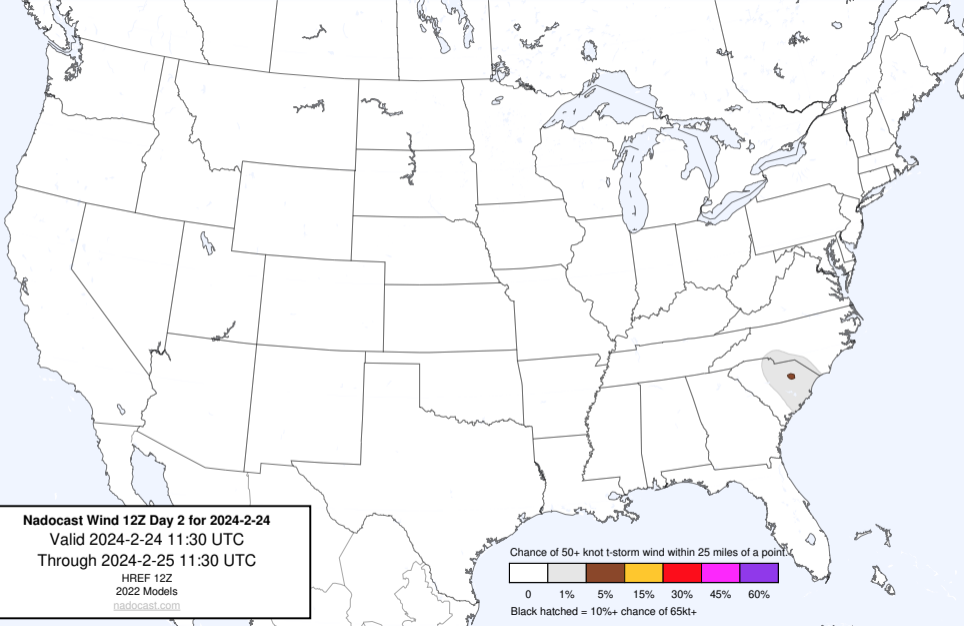 Nadocast Wind 12Z Day 2 for 2024-2-24
Valid 2024-2-24 11:30 UTC
Through 2024-2-25 11:30 UTC
HREF 12Z
2022 Models
nadocast.com
Chance of 50+ knot t-storm wind within 25 miles of a point.
0 1% 5% 15% 30% 45% 60%
Black hatched = 10%+ chance of 65kt+